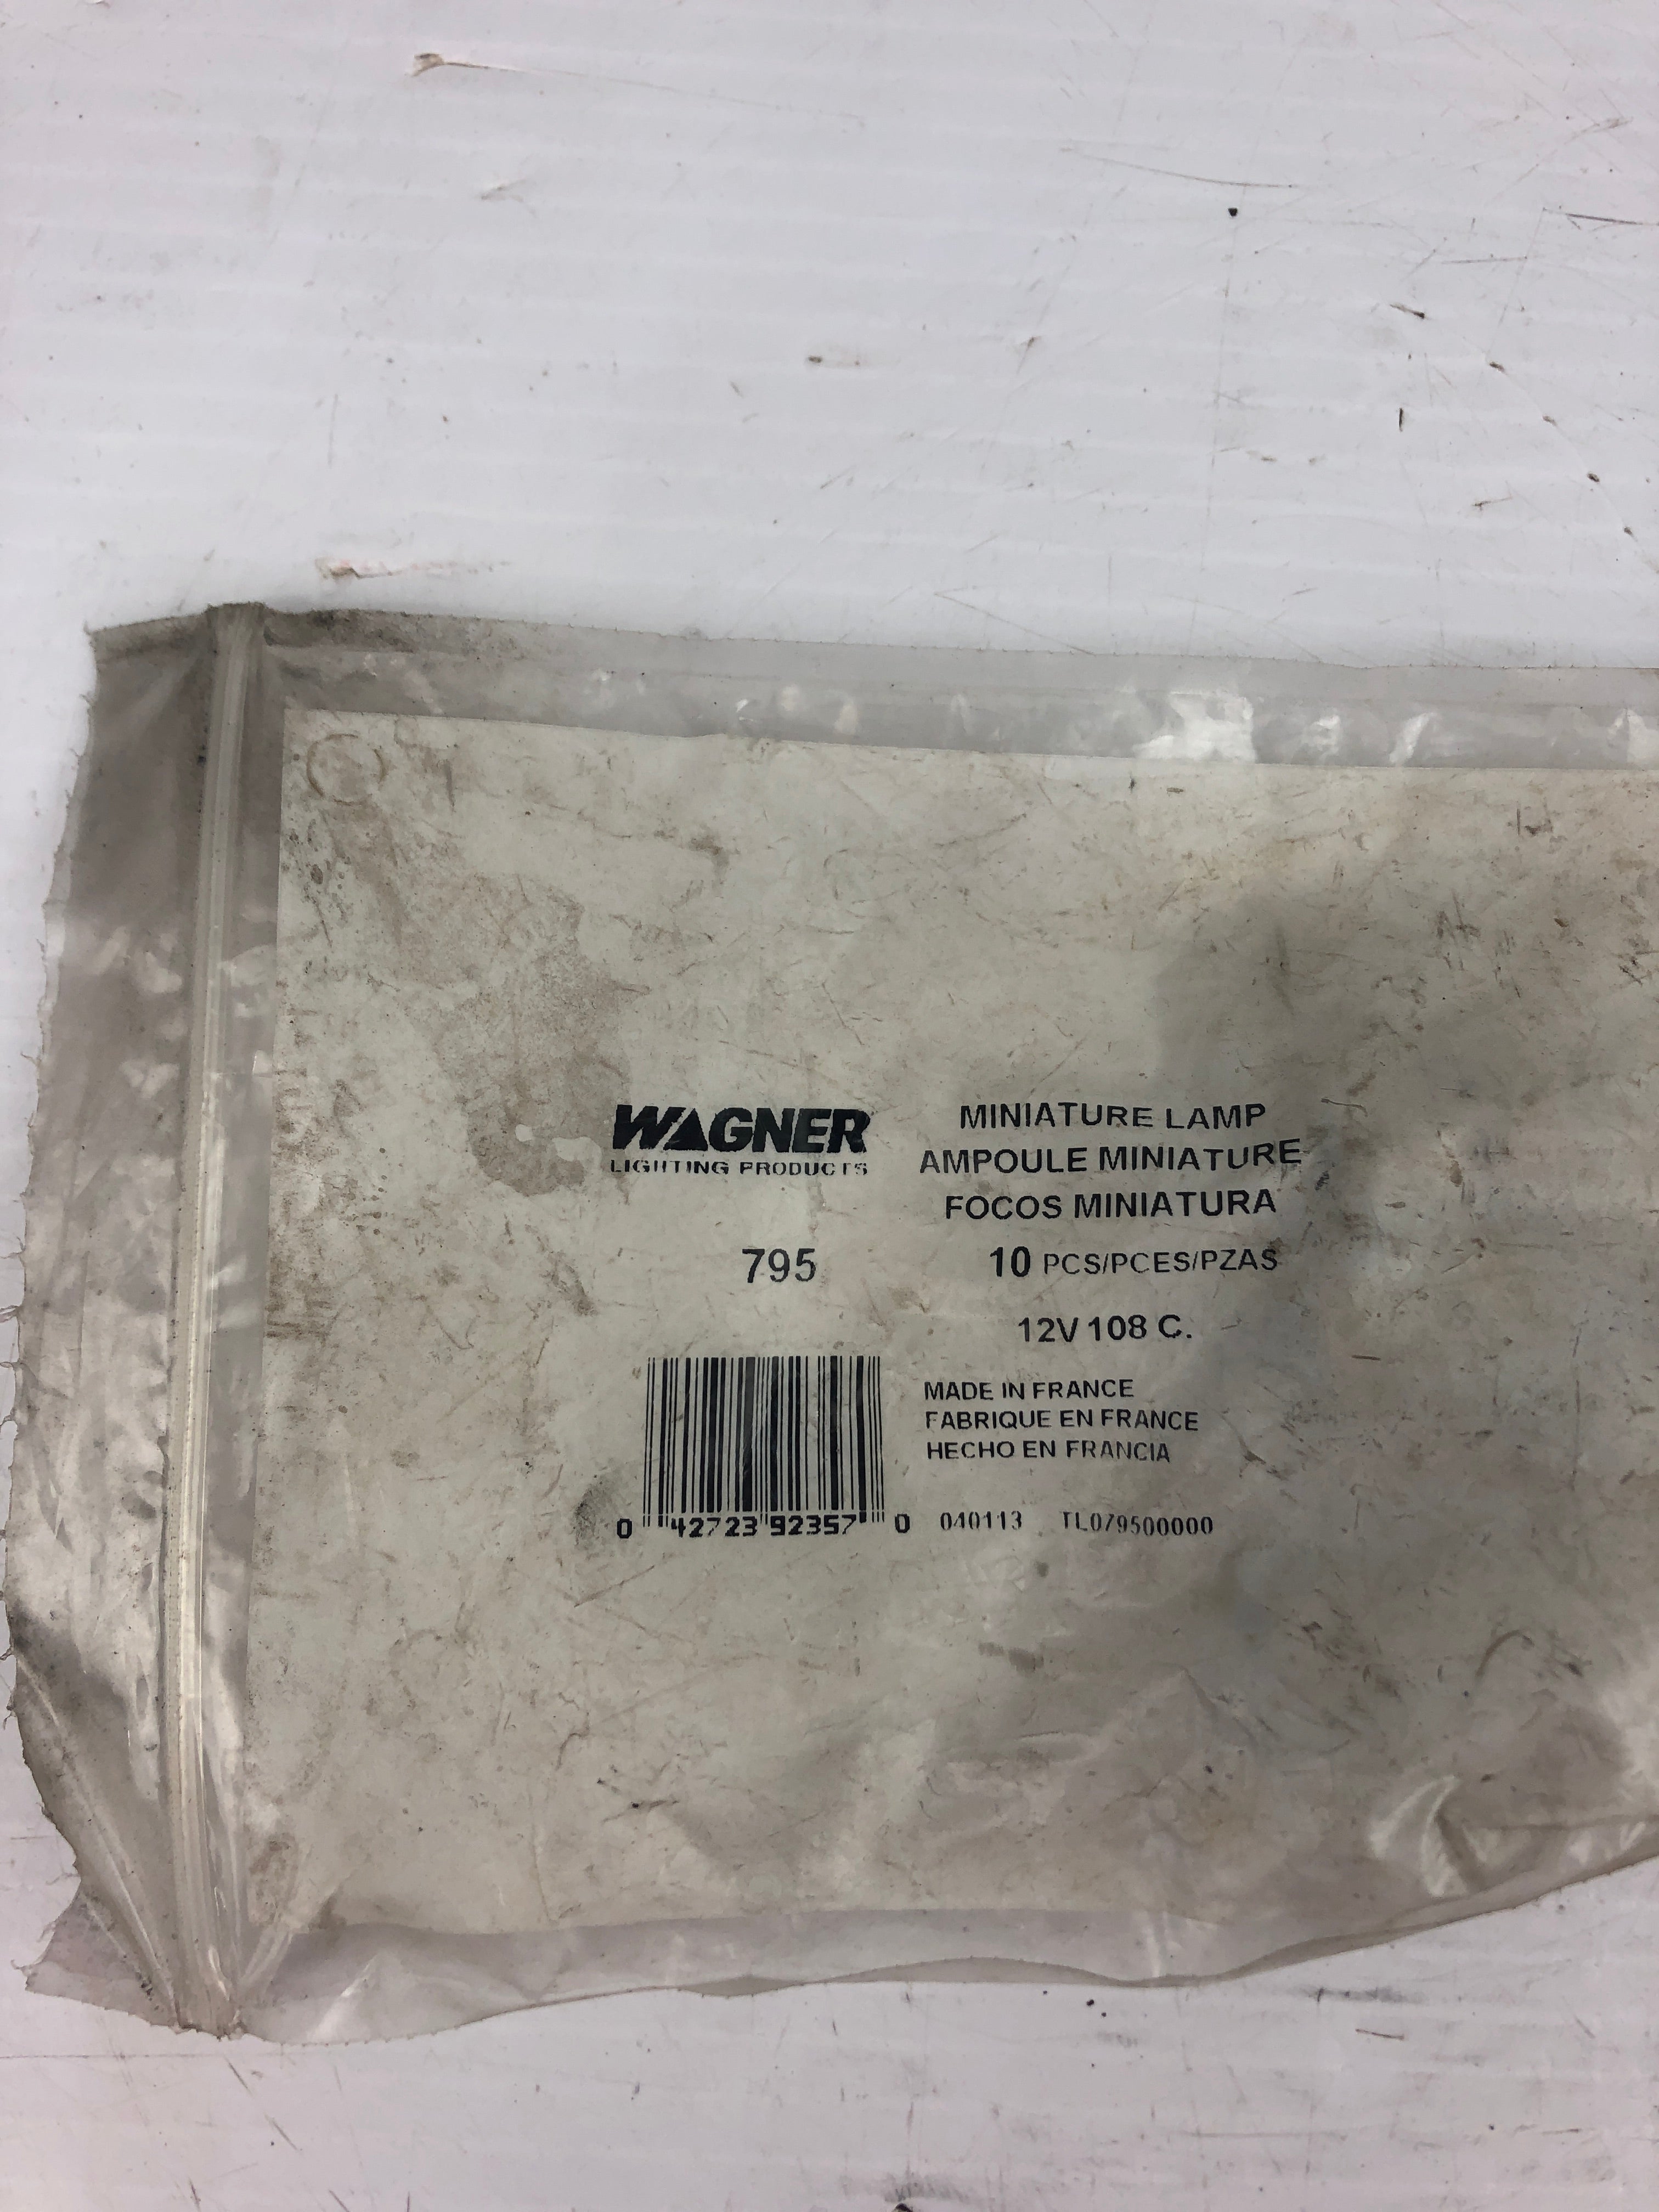 WAGNER
LIGHTING PRODUCTS
795
MINIATURE LAMP
AMPOULE MINIATURE
FOCOS MINIATURA
10 PCS/PCES/PZAS
12V 108 C.
MADE IN FRANCE
FABRIQUE EN FRANCE
HECHO EN FRANCIA
0 42723 92357 0
040113 TL079500000